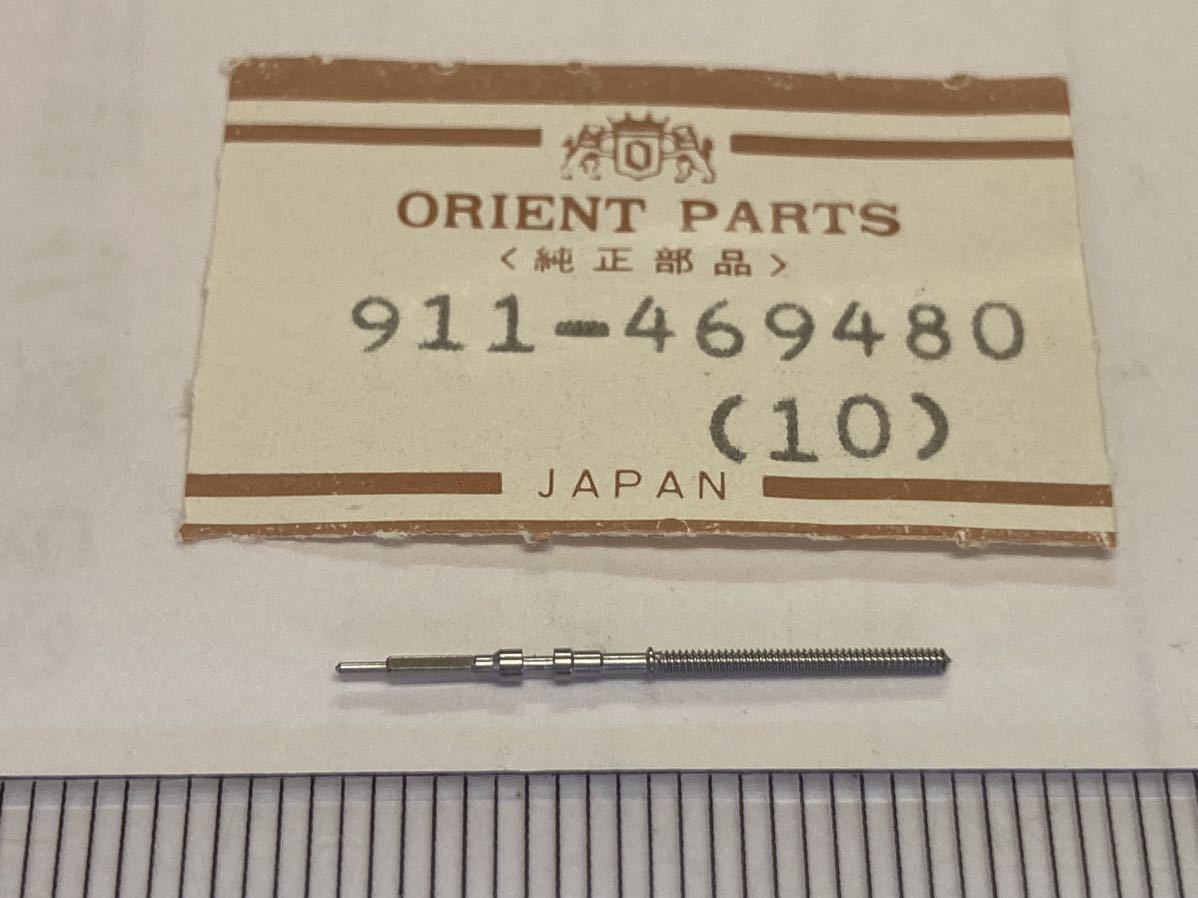 O
ORIENT PARTS
<純正部品>
911-469480
(10)
JAPAN